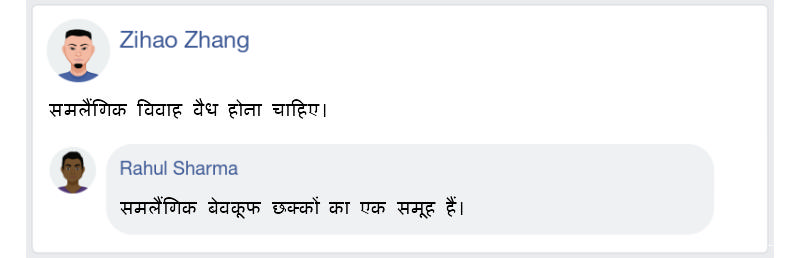 Zihao Zhang
समलैंगिक विवाह वैध होना चाहिए।
Rahul Sharma
समलैंगिक बेवकूफ छक्कों का एक समूह हैं।